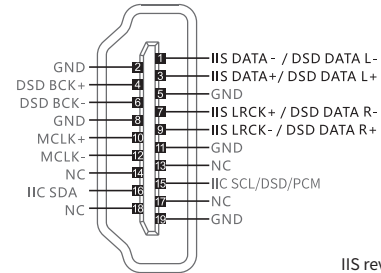 1 IIS DATA - / DSD DATA L-
GND 2
3 IIS DATA+/ DSD DATA L+
DSD BCK+ 4
5 GND
DSD BCK- 6
7 IIS LRCK+ / DSD DATA R-
GND 8
9 IIS LRCK- / DSD DATA R+
MCLK+ 10
11 GND
MCLK- 12
13 NC
NC 14
15 IIC SCL/DSD/PCM
IIC SDA 16
17 NC
NC 18
19 GND
IIS rev